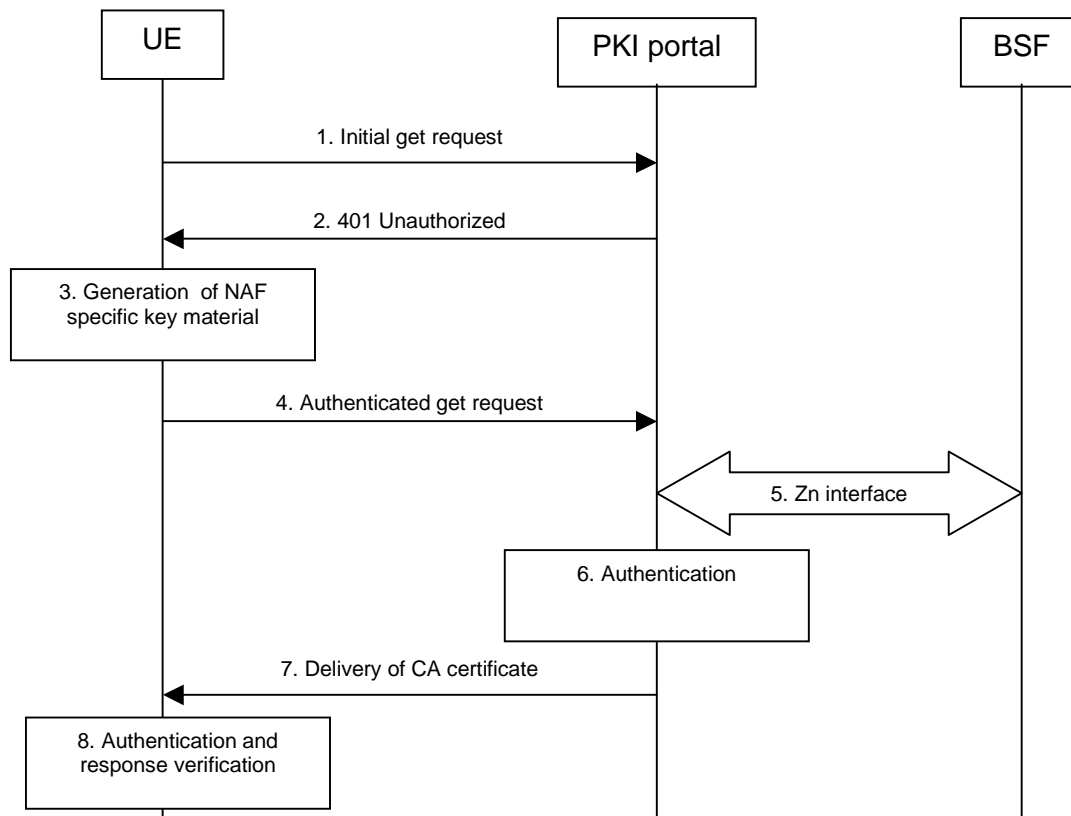 UE
PKI portal
BSF
1. Initial get request
2. 401 Unauthorized
3. Generation of NAF
specific key material
4. Authenticated get request
5. Zn interface
6. Authentication
7. Delivery of CA certificate
8. Authentication and
response verification